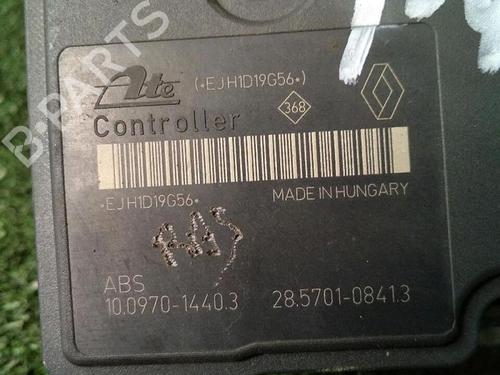 Ate (•EJH1D19G56•)
Controller 368
•EJH1D19G56• MADE IN HUNGARY
ABS
10.0970-1440.3 28.5701-0841.3
B-PARTS